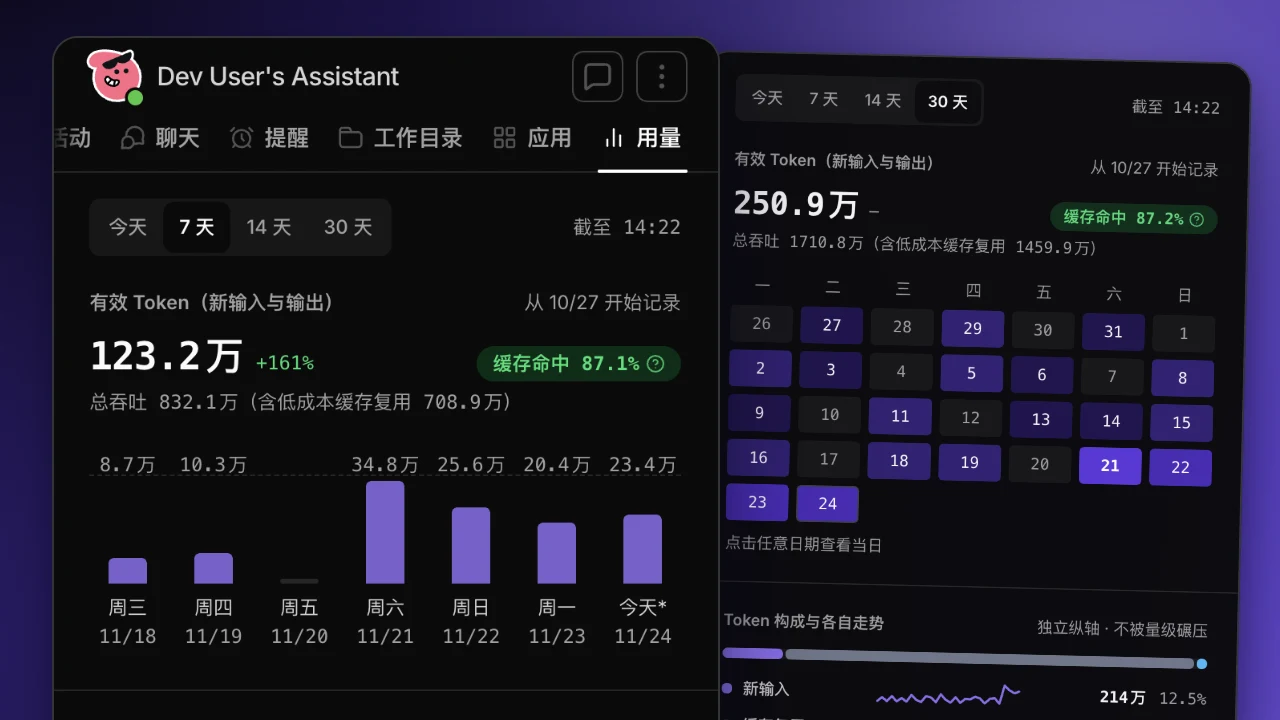 Dev User's Assistant
活动 聊天 提醒 工作目录 应用 用量
今天 7 天 14 天 30 天 截至 14:22
有效 Token（新输入与输出） 从 10/27 开始记录
123.2万 +161% 缓存命中 87.1%
总吞吐 832.1万（含低成本缓存复用 708.9万）
8.7万 10.3万 34.8万 25.6万 20.4万 23.4万
周三 周四 周五 周六 周日 周一 今天*
11/18 11/19 11/20 11/21 11/22 11/23 11/24
今天 7 天 14 天 30 天 截至 14:22
有效 Token（新输入与输出） 从 10/27 开始记录
250.9万 – 缓存命中 87.2%
总吞吐 1710.8万（含低成本缓存复用 1459.9万）
一 二 三 四 五 六 日
26 27 28 29 30 31 1
2 3 4 5 6 7 8
9 10 11 12 13 14 15
16 17 18 19 20 21 22
23 24
点击任意日期查看当日
Token 构成与各自走势 独立纵轴 · 不被量级碾压
新输入 214万 12.5%